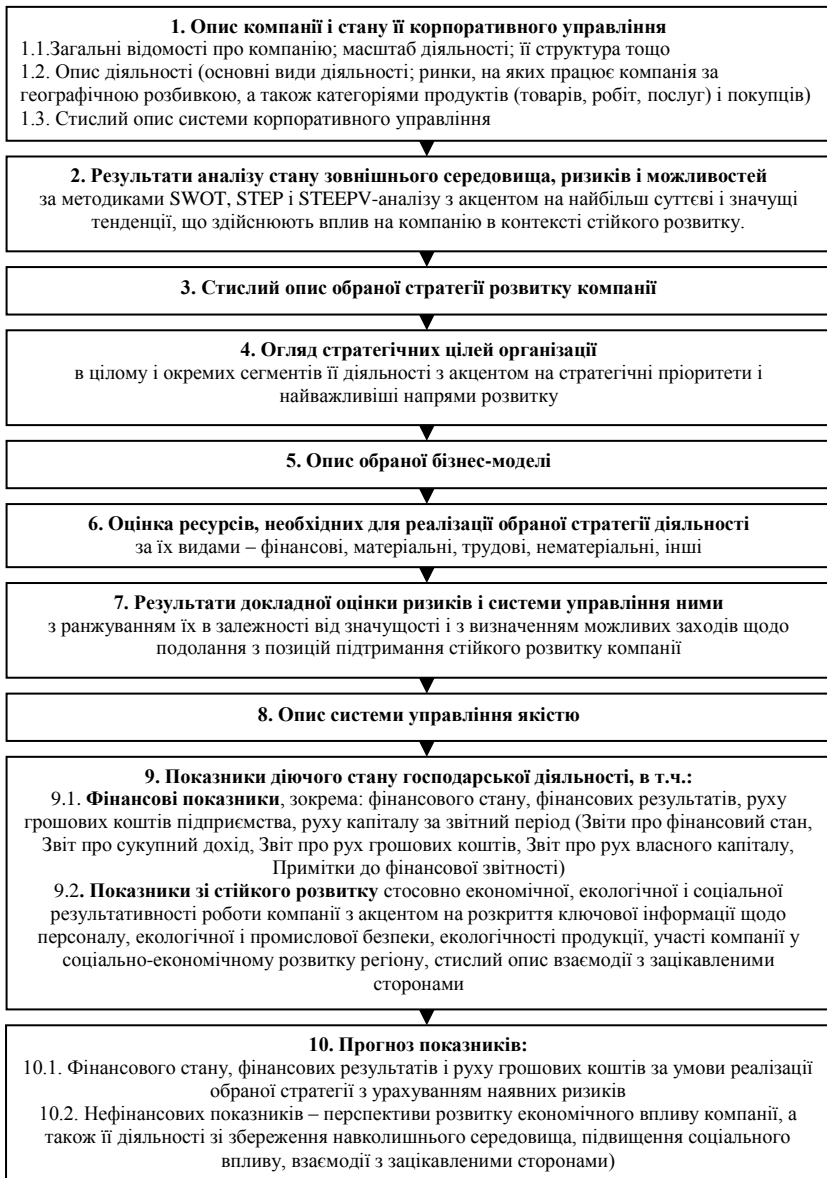 1. Опис компанії і стану її корпоративного управління
1.1.Загальні відомості про компанію; масштаб діяльності; її структура тощо
1.2. Опис діяльності (основні види діяльності; ринки, на яких працює компанія за
географічною розбивкою, а також категоріями продуктів (товарів, робіт, послуг) і покупців)
1.3. Стислий опис системи корпоративного управління
2. Результати аналізу стану зовнішнього середовища, ризиків і можливостей
за методиками SWOT, STEP і STEEPV-аналізу з акцентом на найбільш суттєві і значущі
тенденції, що здійснюють вплив на компанію в контексті стійкого розвитку.
3. Стислий опис обраної стратегії розвитку компанії
4. Огляд стратегічних цілей організації
в цілому і окремих сегментів її діяльності з акцентом на стратегічні пріоритети і
найважливіші напрями розвитку
5. Опис обраної бізнес-моделі
6. Оцінка ресурсів, необхідних для реалізації обраної стратегії діяльності
за їх видами – фінансові, матеріальні, трудові, нематеріальні, інші
7. Результати докладної оцінки ризиків і системи управління ними
з ранжуванням їх в залежності від значущості і з визначенням можливих заходів щодо
подолання з позицій підтримання стійкого розвитку компанії
8. Опис системи управління якістю
9. Показники діючого стану господарської діяльності, в т.ч.:
9.1. Фінансові показники, зокрема: фінансового стану, фінансових результатів, руху
грошових коштів підприємства, руху капіталу за звітний період (Звіти про фінансовий стан,
Звіт про сукупний дохід, Звіт про рух грошових коштів, Звіт про рух власного капіталу,
Примітки до фінансової звітності)
9.2. Показники зі стійкого розвитку стосовно економічної, екологічної і соціальної
результативності роботи компанії з акцентом на розкриття ключової інформації щодо
персоналу, екологічної і промислової безпеки, екологічності продукції, участі компанії у
соціально-економічному розвитку регіону, стислий опис взаємодії з зацікавленими
сторонами
10. Прогноз показників:
10.1. Фінансового стану, фінансових результатів і руху грошових коштів за умови реалізації
обраної стратегії з урахуванням наявних ризиків
10.2. Нефінансових показників – перспективи розвитку економічного впливу компанії, а
також її діяльності зі збереження навколишнього середовища, підвищення соціального
впливу, взаємодії з зацікавленими сторонами)